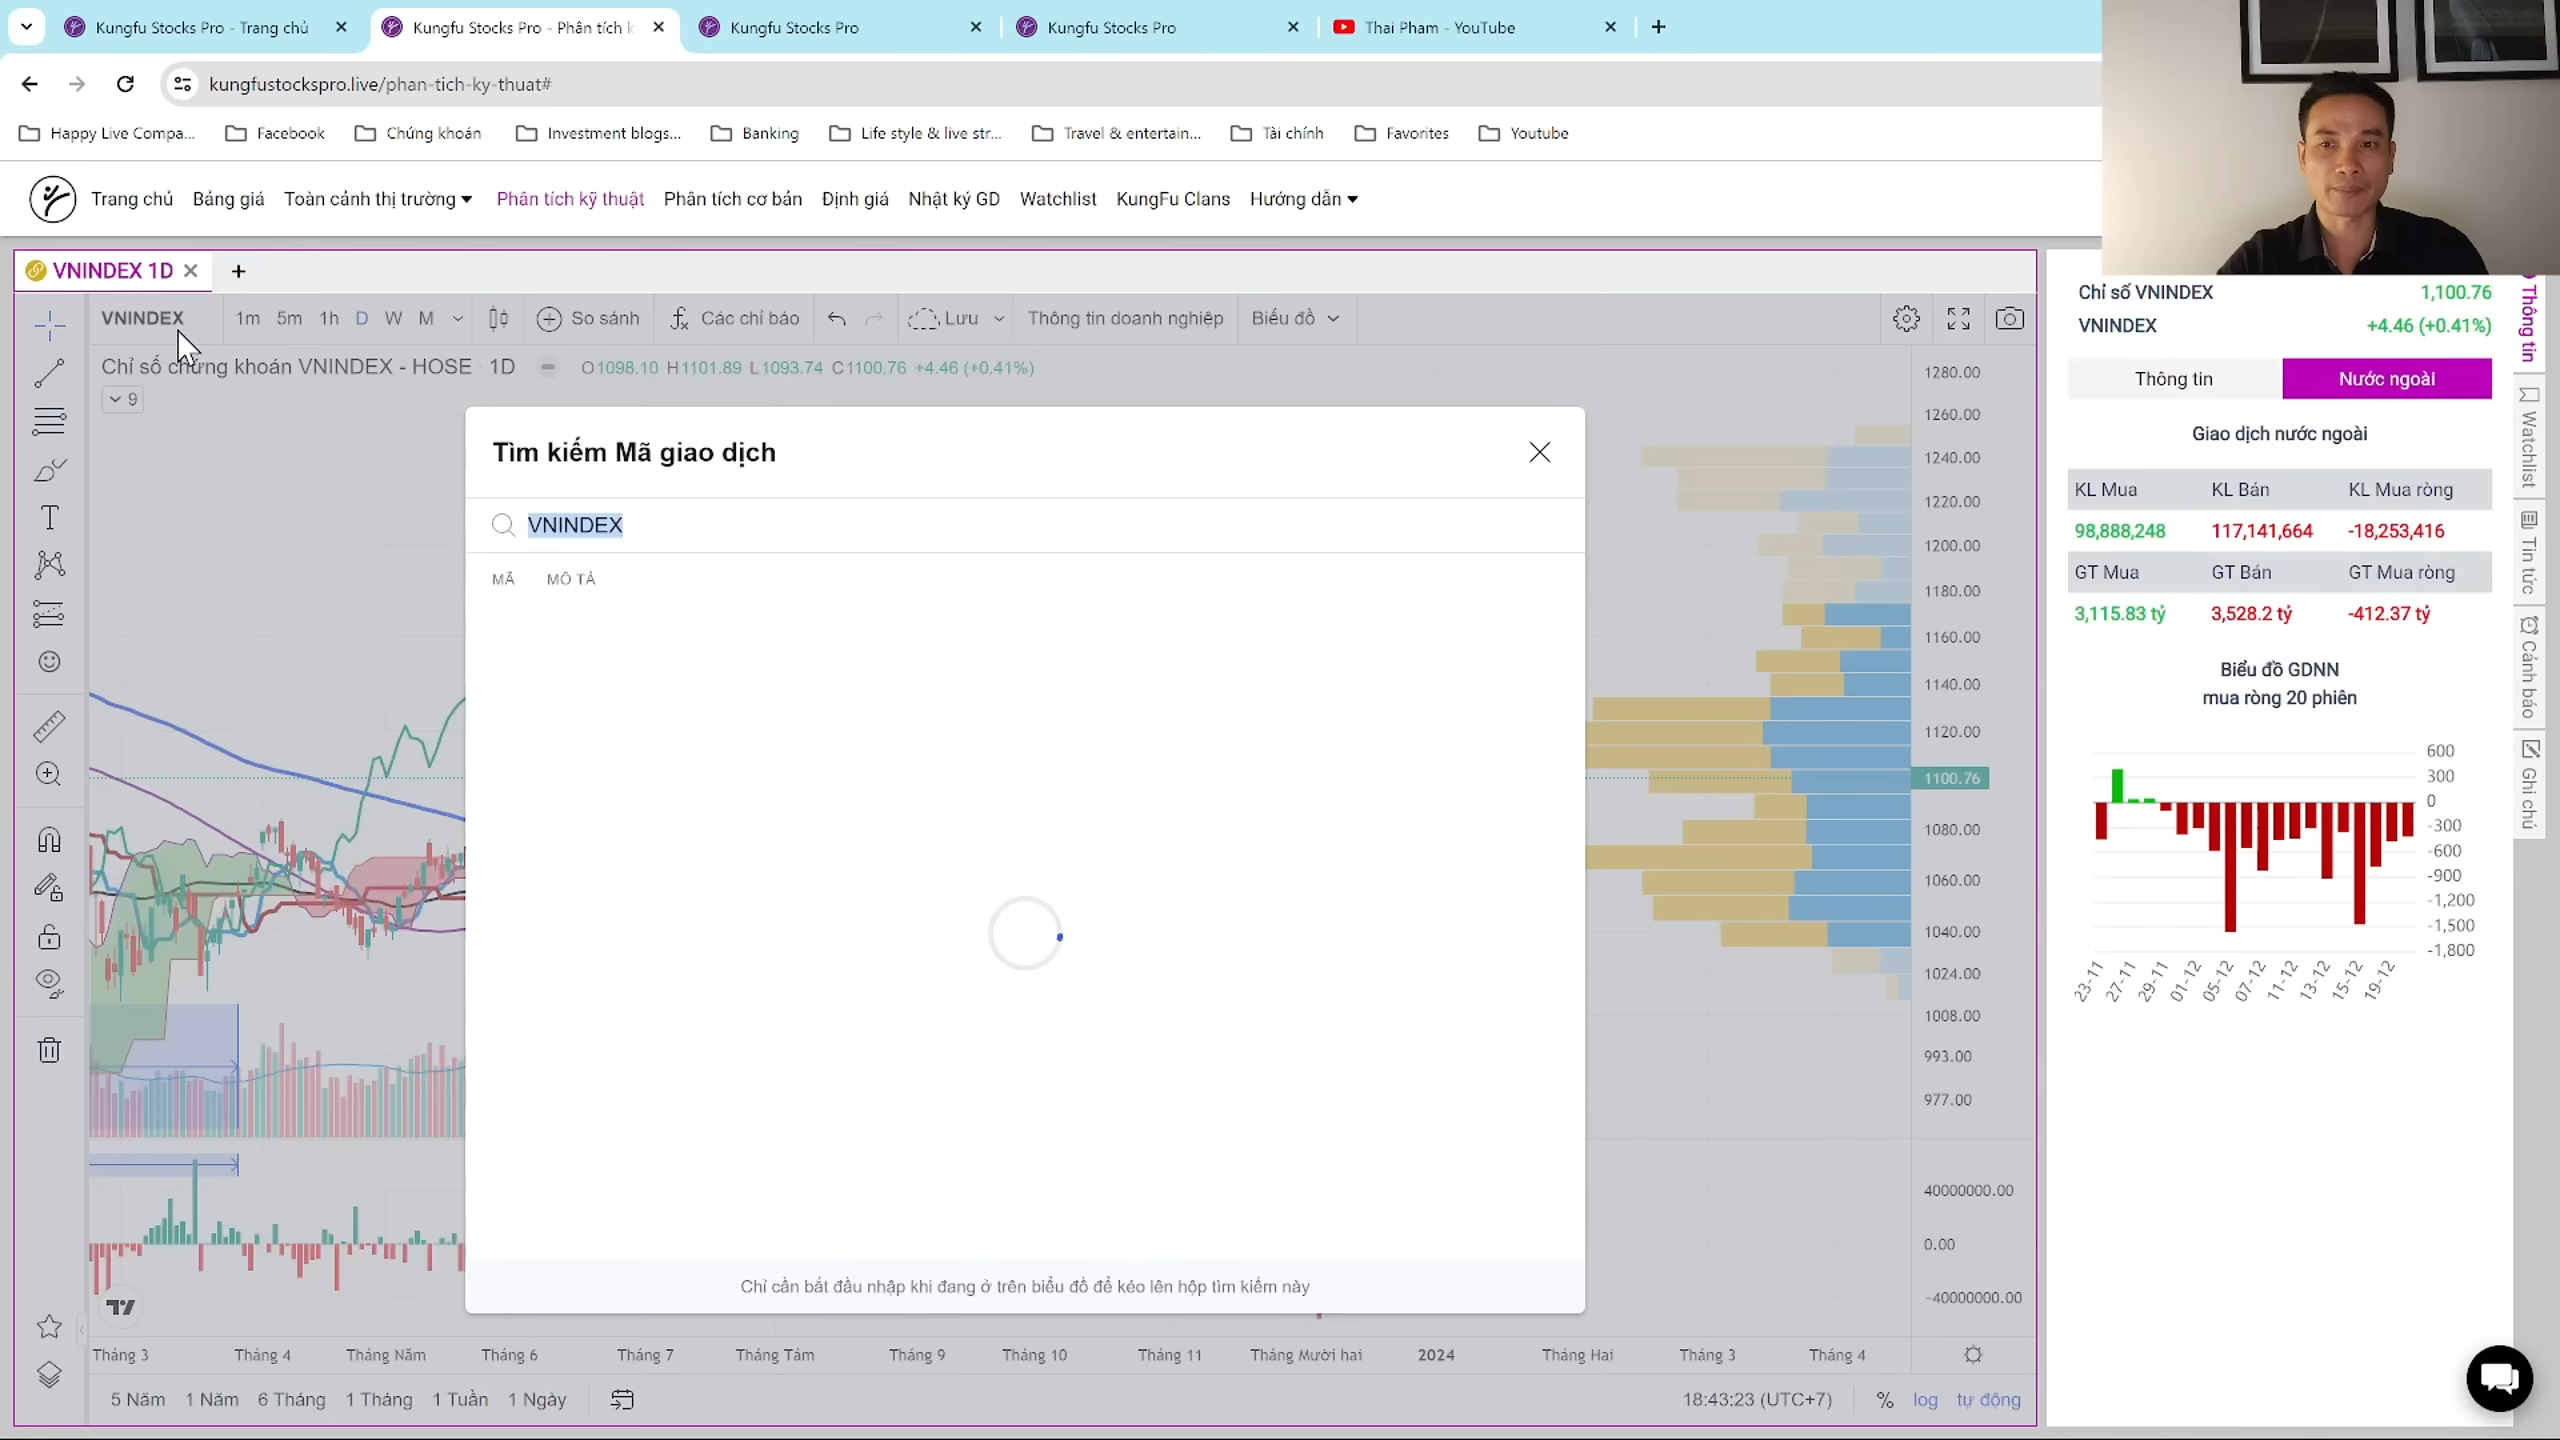 Kungfu Stocks Pro - Trang chủ
Kungfu Stocks Pro - Phân tích k
Kungfu Stocks Pro
Kungfu Stocks Pro
Thai Pham - YouTube
kungfustockspro.live/phan-tich-ky-thuat#
Happy Live Compa...
Facebook
Chứng khoán
Investment blogs...
Banking
Life style & live str...
Travel & entertain...
Tài chính
Favorites
Youtube
Trang chủ
Bảng giá
Toàn cảnh thị trường
Phân tích kỹ thuật
Phân tích cơ bản
Định giá
Nhật ký GD
Watchlist
KungFu Clans
Hướng dẫn
VNINDEX 1D
VNINDEX
1m
5m
1h
D
W
M
So sánh
Các chỉ báo
Lưu
Thông tin doanh nghiệp
Biểu đồ
Chỉ số chứng khoán VNINDEX - HOSE 1D
O1098.10 H1101.89 L1093.74 C1100.76 +4.46 (+0.41%)
9
Tìm kiếm Mã giao dịch
VNINDEX
MÃ
MÔ TẢ
Chỉ cần bắt đầu nhập khi đang ở trên biểu đồ để kéo lên hộp tìm kiếm này
1280.00
1260.00
1240.00
1220.00
1200.00
1180.00
1160.00
1140.00
1120.00
1100.76
1080.00
1060.00
1040.00
1024.00
1008.00
993.00
977.00
40000000.00
0.00
-40000000.00
Tháng 3
Tháng 4
Tháng Năm
Tháng 6
Tháng 7
Tháng Tám
Tháng 9
Tháng 10
Tháng 11
Tháng Mười hai
2024
Tháng Hai
Tháng 3
Tháng 4
5 Năm
1 Năm
6 Tháng
1 Tháng
1 Tuần
1 Ngày
18:43:23 (UTC+7)
%
log
tự động
Chỉ số VNINDEX
1,100.76
VNINDEX
+4.46 (+0.41%)
Thông tin
Nước ngoài
Giao dịch nước ngoài
KL Mua
KL Bán
KL Mua ròng
98,888,248
117,141,664
-18,253,416
GT Mua
GT Bán
GT Mua ròng
3,115.83 tỷ
3,528.2 tỷ
-412.37 tỷ
Biểu đồ GDNN
mua ròng 20 phiên
600
300
0
-300
-600
-900
-1,200
-1,500
-1,800
23-11
27-11
29-11
01-12
05-12
07-12
11-12
13-12
15-12
19-12
Thông tin
Watchlist
Tin tức
Cảnh báo
Ghi chú